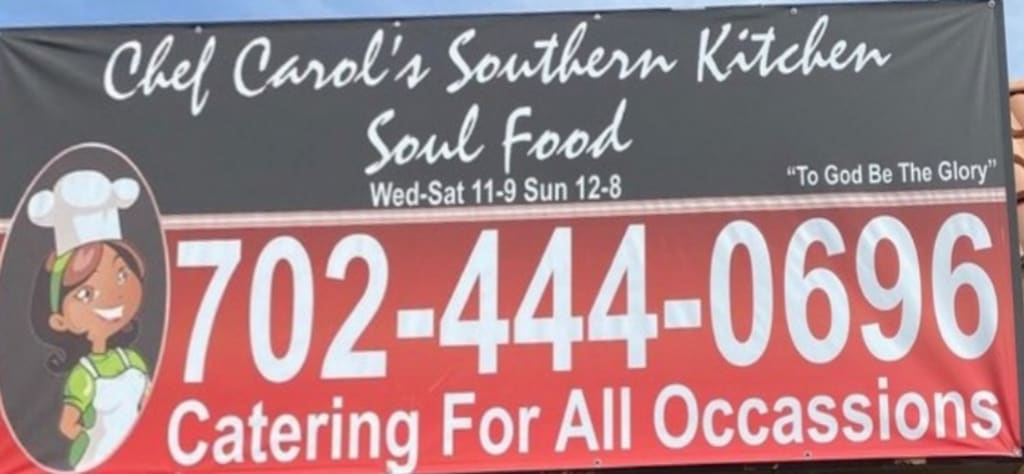 Chef Carol's Southern Kitchen
Soul Food
Wed-Sat 11-9 Sun 12-8
“To God Be The Glory”
702-444-0696
Catering For All Occassions